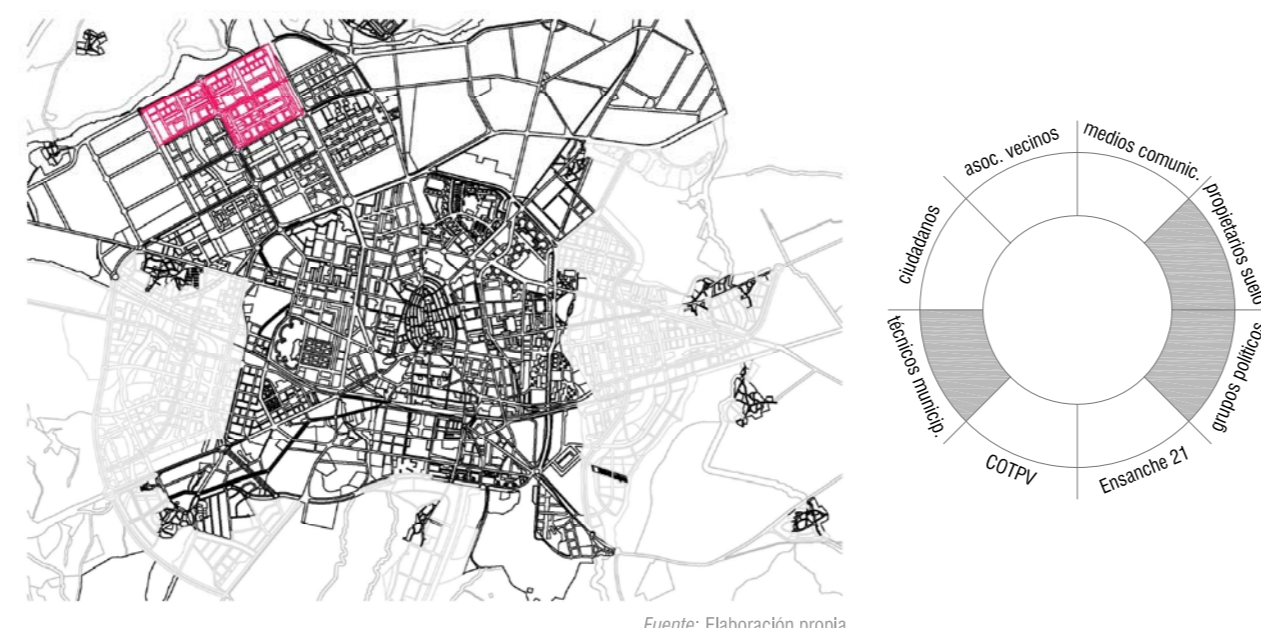 asoc. vecinos
medios comunic.
propietarios suelo
grupos políticos
Ensanche 21
COTPV
técnicos municip.
ciudadanos
Fuente: Elaboración propia